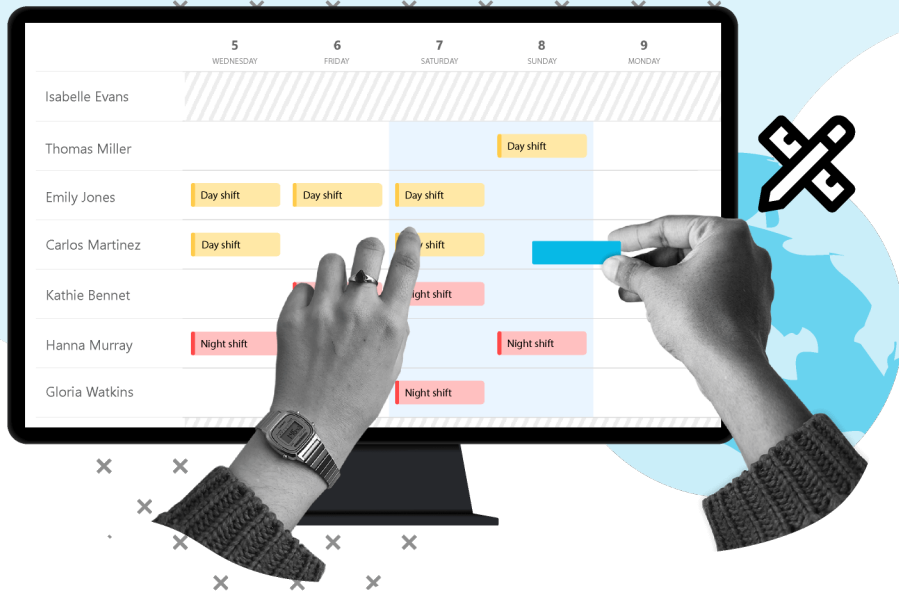 5 6 7 8 9
WEDNESDAY FRIDAY SATURDAY SUNDAY MONDAY
Isabelle Evans
Thomas Miller Day shift
Emily Jones Day shift Day shift Day shift
Carlos Martinez Day shift shift
Kathie Bennet shift
Hanna Murray Night shift Night shift
Gloria Watkins Night shift